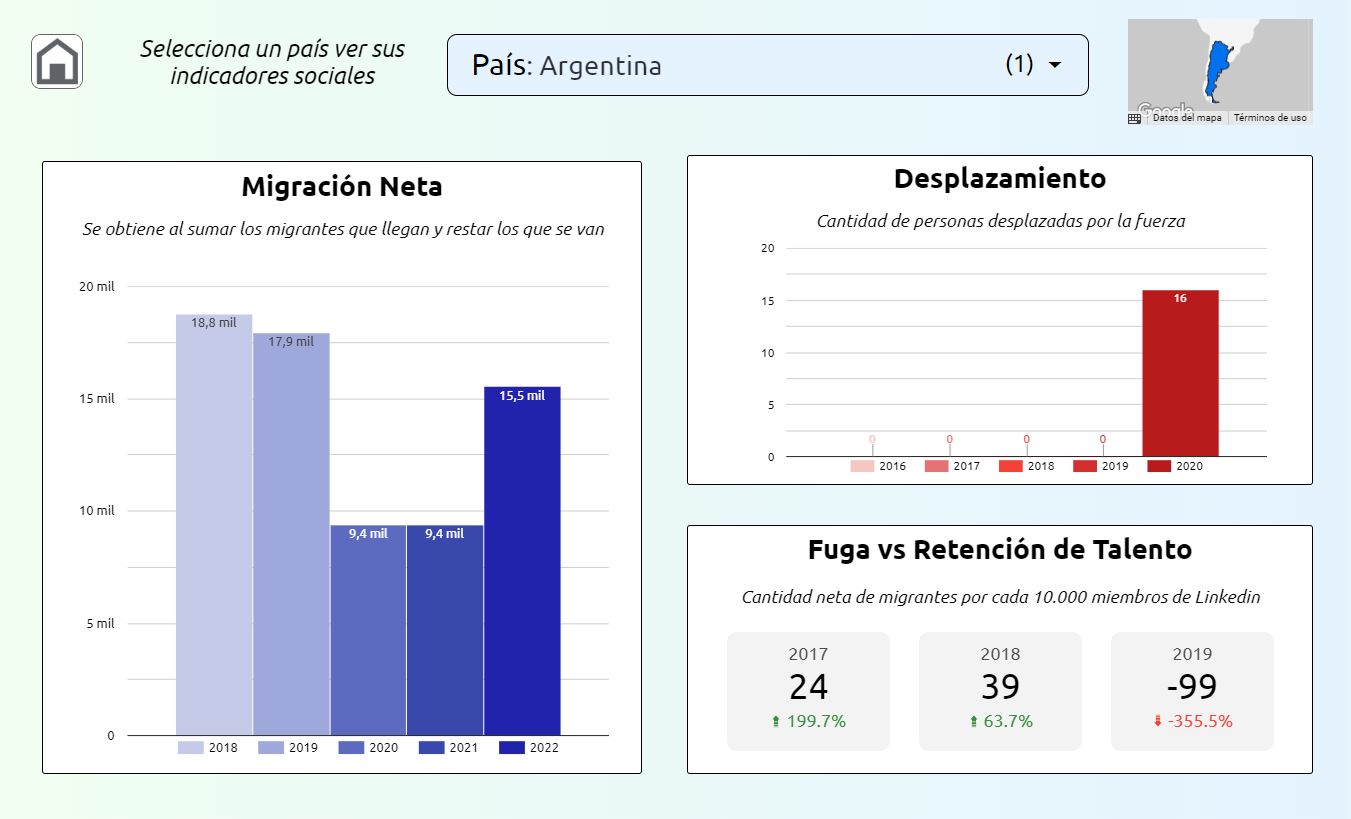 Selecciona un país ver sus
indicadores sociales
País: Argentina
(1)
Google
Datos del mapa
Términos de uso
Migración Neta
Se obtiene al sumar los migrantes que llegan y restar los que se van
20 mil
15 mil
10 mil
5 mil
0
18,8 mil
17,9 mil
9,4 mil
9,4 mil
15,5 mil
2018
2019
2020
2021
2022
Desplazamiento
Cantidad de personas desplazadas por la fuerza
20
15
10
5
0
0
0
0
0
16
2016
2017
2018
2019
2020
Fuga vs Retención de Talento
Cantidad neta de migrantes por cada 10.000 miembros de Linkedin
2017
24
199.7%
2018
39
63.7%
2019
-99
-355.5%